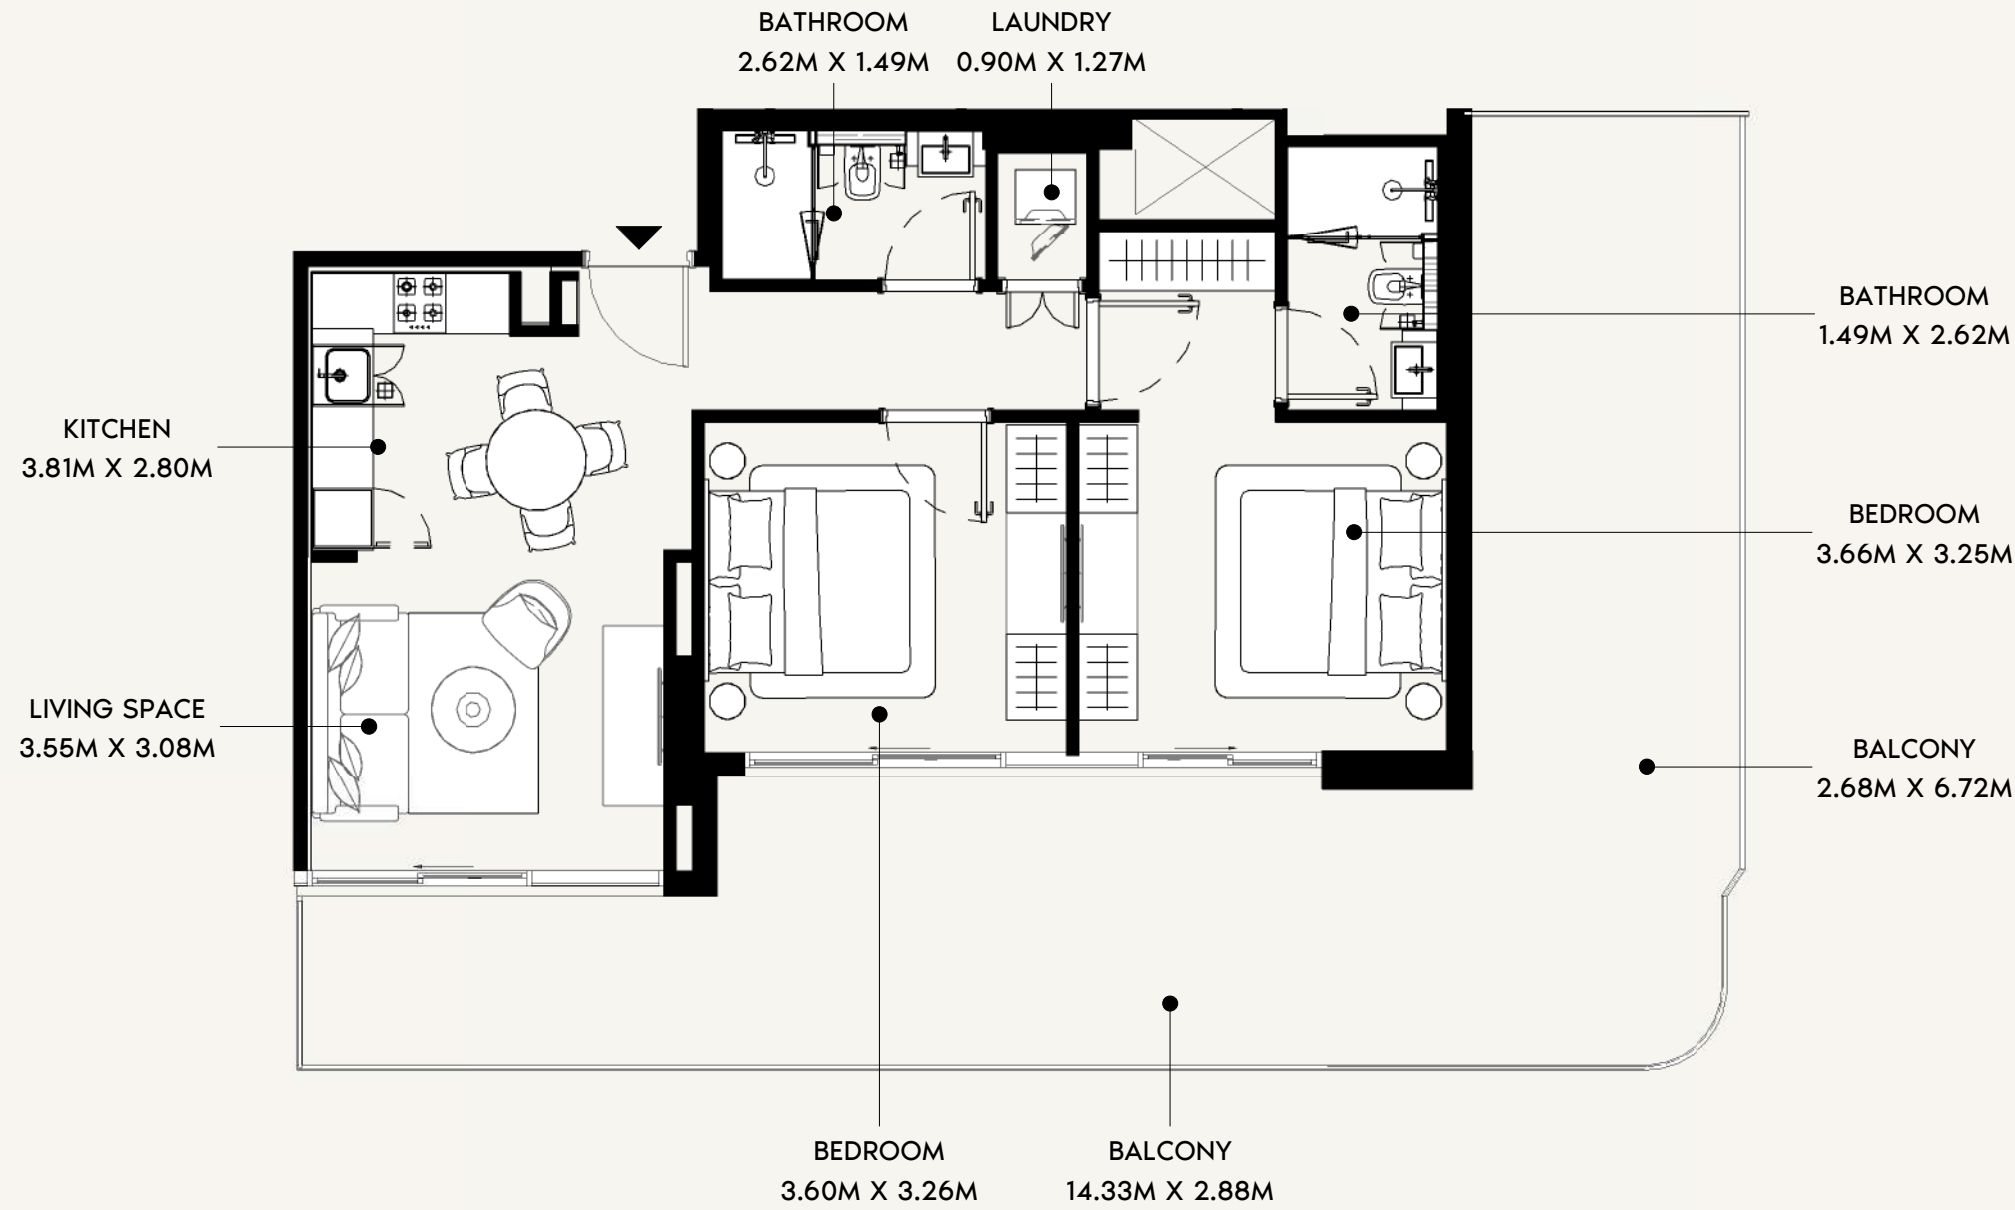 BATHROOM
2.62M X 1.49M
LAUNDRY
0.90M X 1.27M
BATHROOM
1.49M X 2.62M
KITCHEN
3.81M X 2.80M
BEDROOM
3.66M X 3.25M
LIVING SPACE
3.55M X 3.08M
BALCONY
2.68M X 6.72M
BEDROOM
3.60M X 3.26M
BALCONY
14.33M X 2.88M